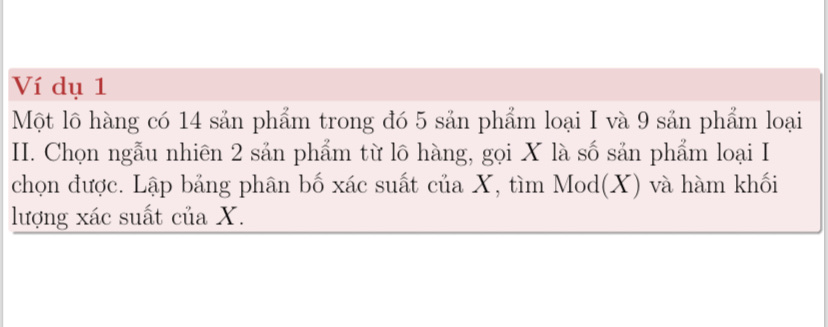 Ví dụ 1
Một lô hàng có 14 sản phẩm trong đó 5 sản phẩm loại I và 9 sản phẩm loại
II. Chọn ngẫu nhiên 2 sản phẩm từ lô hàng, gọi X là số sản phẩm loại I
chọn được. Lập bảng phân bố xác suất của X, tìm Mod(X) và hàm khối
lượng xác suất của X.